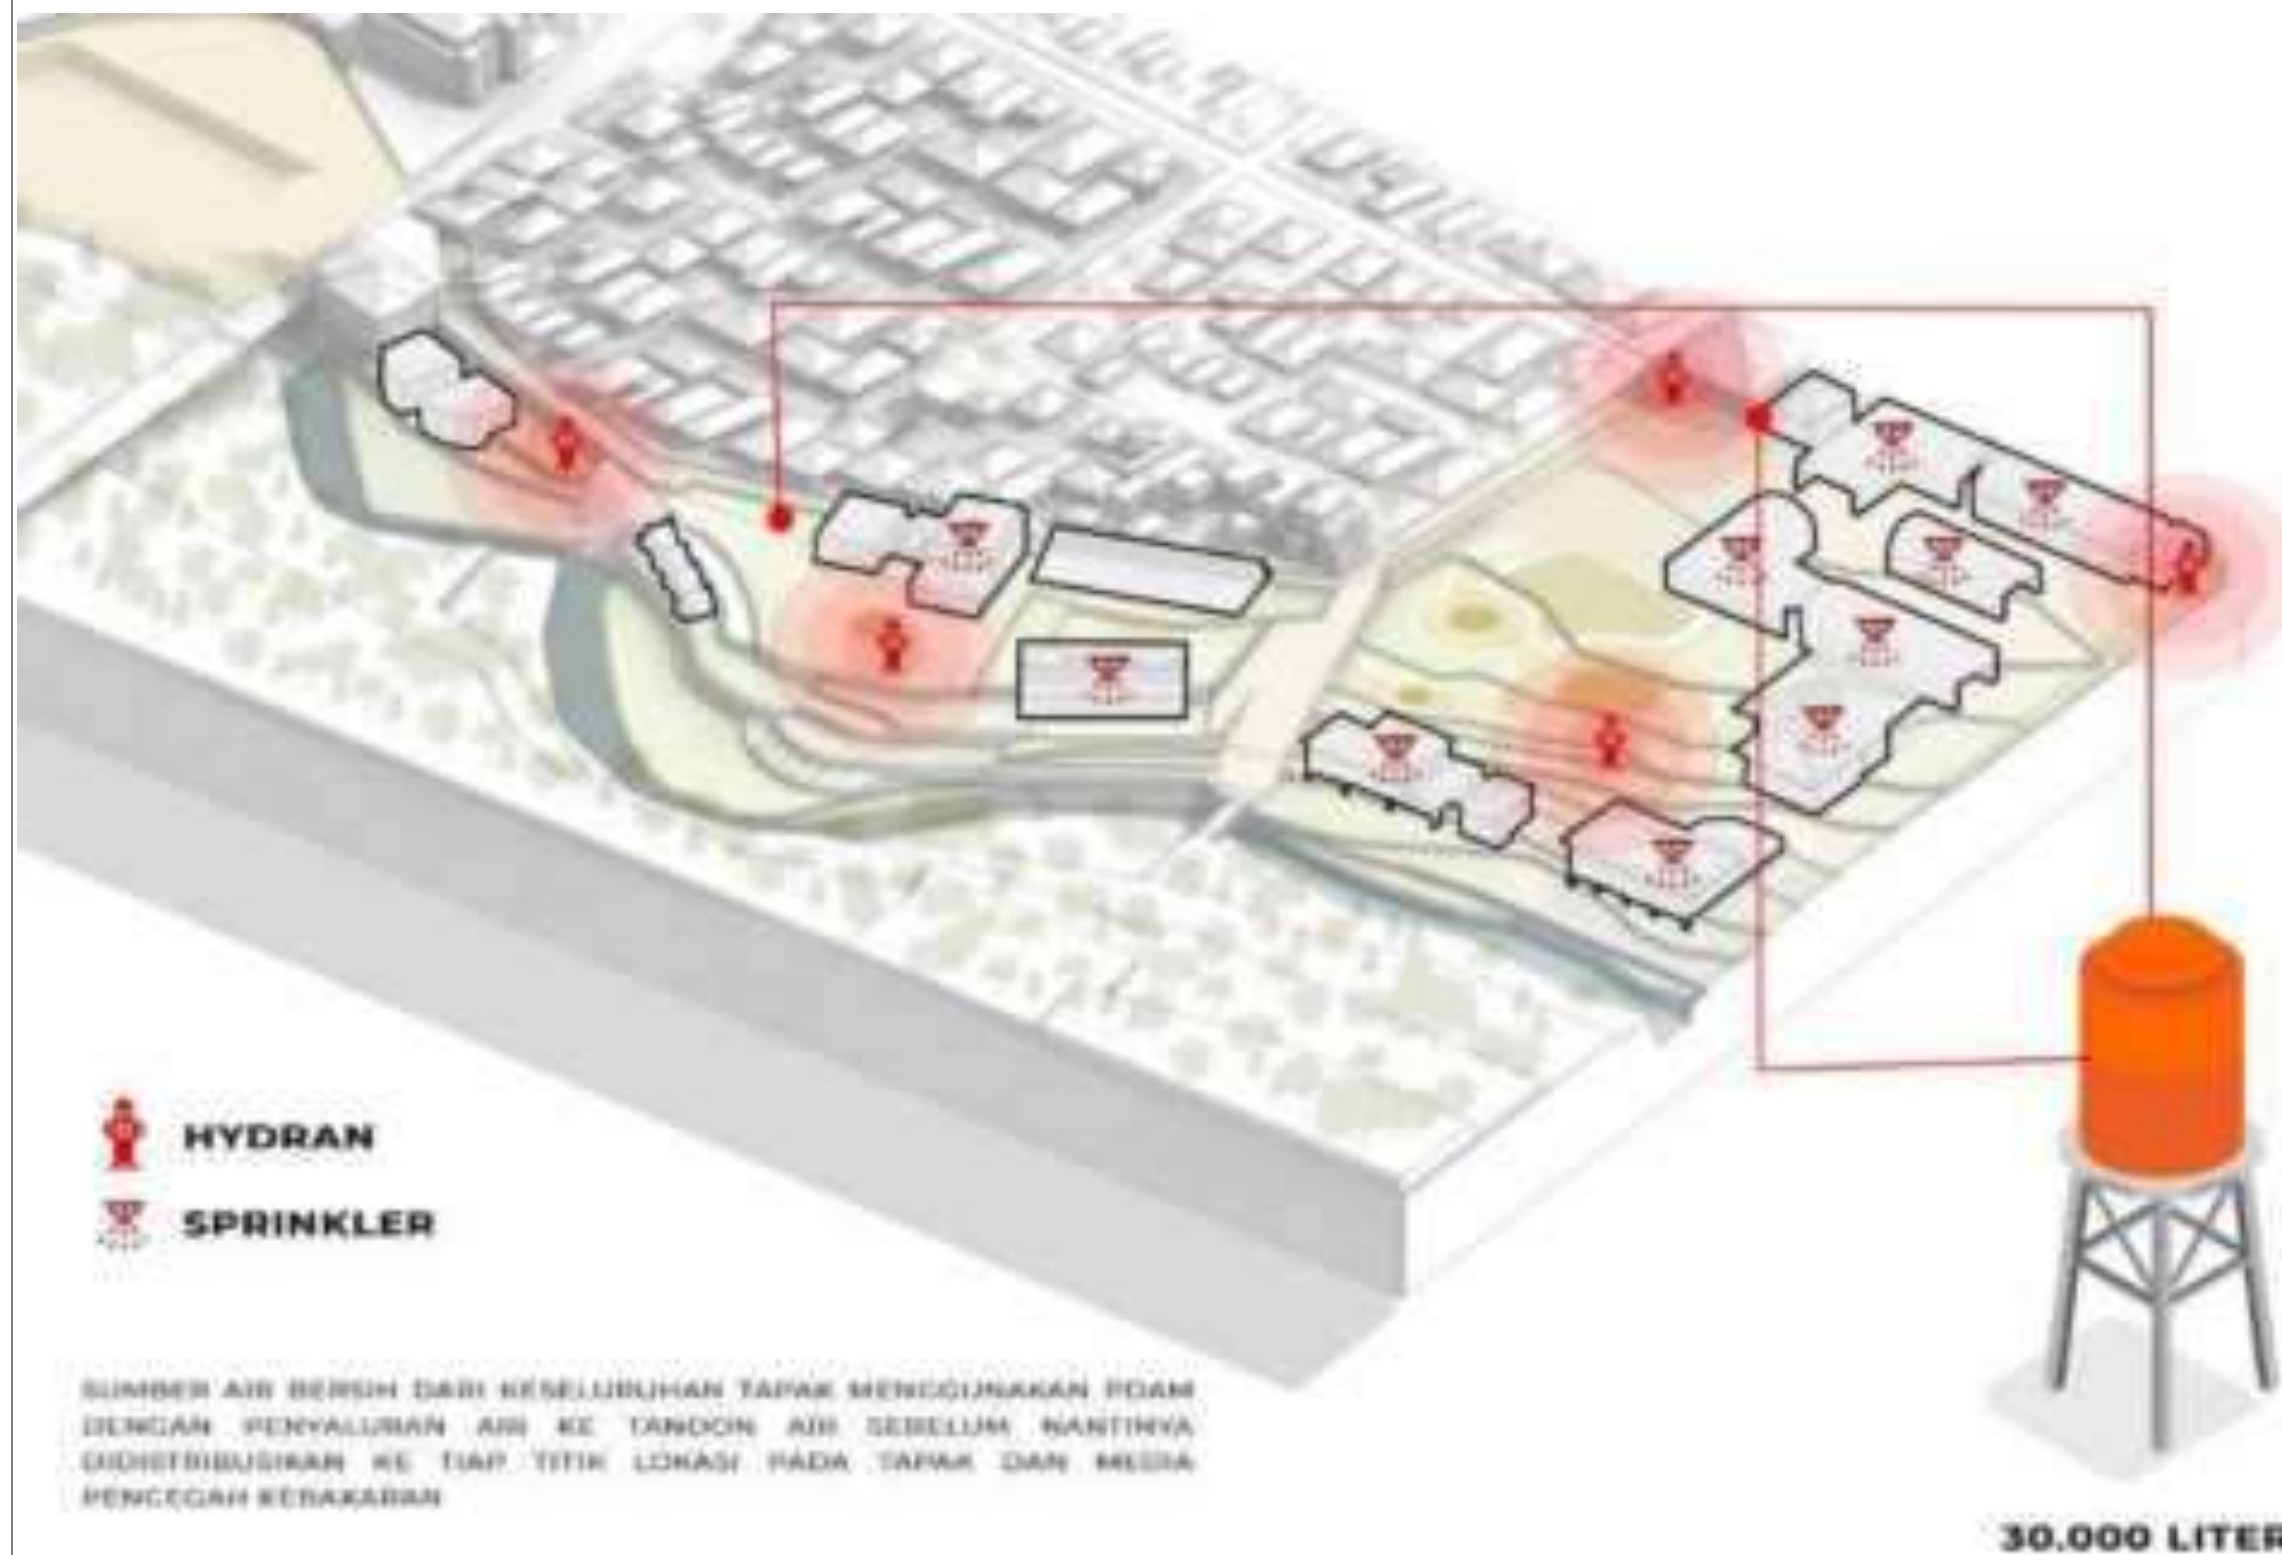 HYDRAN
SPRINKLER
SUMBER AIR BERSIH DARI KESELURUHAN TAPAK MENGGUNAKAN PDAM
DENGAN PENYALURAN AIR KE TANDON AIR SEBELUM NANTINYA
DIDISTRIBUSIKAN KE TIAP TITIK LOKASI PADA TAPAK DAN MEDIA
PENCEGAH KEBAKARAN
30.000 LITER